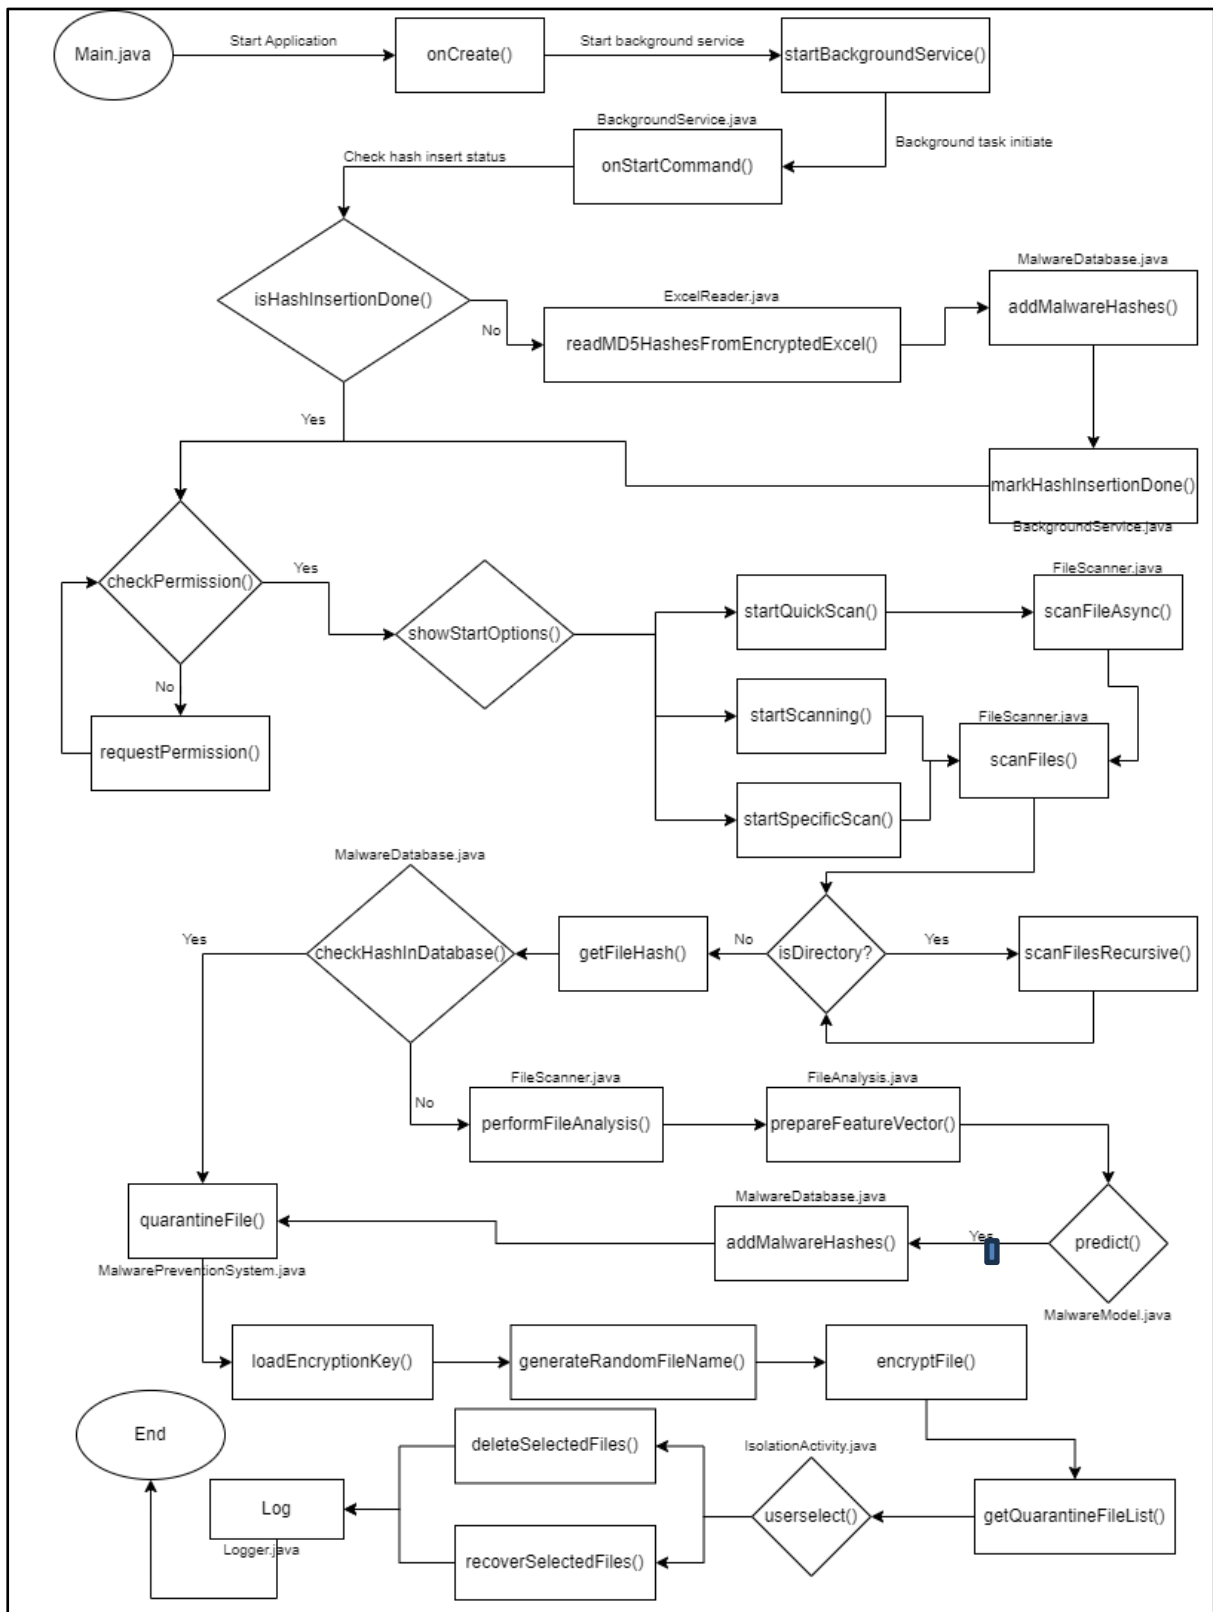 Main.java
Start Application
onCreate()
Start background service
startBackgroundService()
BackgroundService.java
Background task initiate
Check hash insert status
onStartCommand()
MalwareDatabase.java
isHashInsertionDone()
ExcelReader.java
addMalwareHashes()
No
readMD5HashesFromEncryptedExcel()
Yes
markHashInsertionDone()
BackgroundService.java
checkPermission()
Yes
showStartOptions()
startQuickScan()
FileScanner.java
scanFileAsync()
No
requestPermission()
startScanning()
FileScanner.java
scanFiles()
startSpecificScan()
MalwareDatabase.java
Yes
checkHashInDatabase()
getFileHash()
No
isDirectory?
Yes
scanFilesRecursive()
No
FileScanner.java
performFileAnalysis()
FileAnalysis.java
prepareFeatureVector()
quarantineFile()
MalwarePreventionSystem.java
MalwareDatabase.java
addMalwareHashes()
Yes
predict()
MalwareModel.java
loadEncryptionKey()
generateRandomFileName()
encryptFile()
End
deleteSelectedFiles()
IsolationActivity.java
Log
Logger.java
userselect()
getQuarantineFileList()
recoverSelectedFiles()